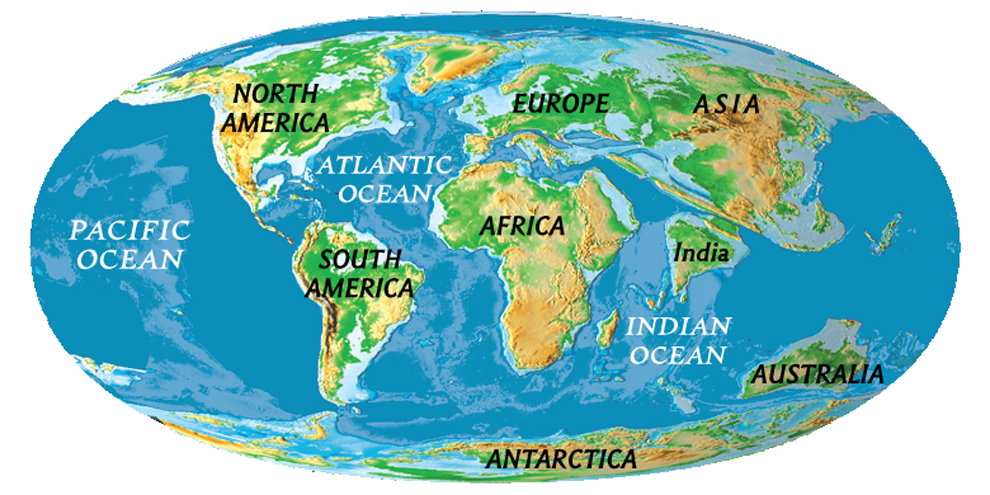 NORTH
AMERICA
EUROPE
ASIA
ATLANTIC
OCEAN
PACIFIC
OCEAN
AFRICA
India
SOUTH
AMERICA
INDIAN
OCEAN
AUSTRALIA
ANTARCTICA